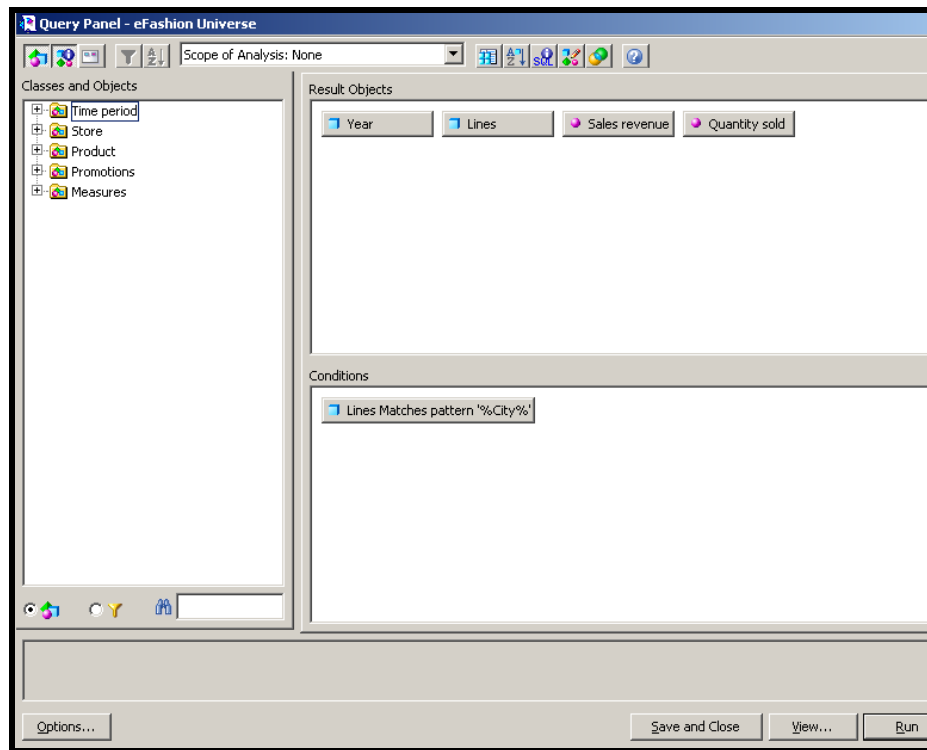 Query Panel - eFashion Universe
Scope of Analysis: None
Classes and Objects
Time period
Store
Product
Promotions
Measures
Result Objects
Year
Lines
Sales revenue
Quantity sold
Conditions
Lines Matches pattern '%City%'
Options...
Save and Close
View...
Run